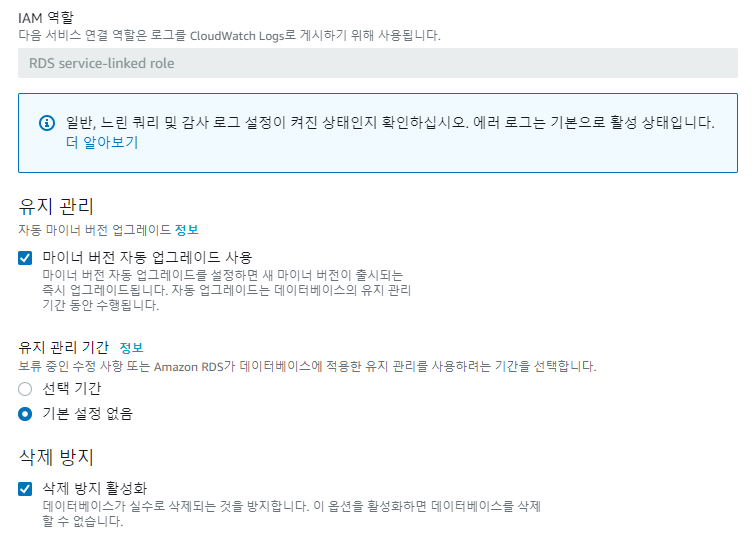 IAM 역할
다음 서비스 연결 역할은 로그를 CloudWatch Logs로 게시하기 위해 사용됩니다.
RDS service-linked role
일반, 느린 쿼리 및 감사 로그 설정이 켜진 상태인지 확인하십시오. 에러 로그는 기본으로 활성 상태입니다.
더 알아보기
유지 관리
자동 마이너 버전 업그레이드 정보
마이너 버전 자동 업그레이드 사용
마이너 버전 자동 업그레이드를 설정하면 새 마이너 버전이 출시되는
즉시 업그레이드됩니다. 자동 업그레이드는 데이터베이스의 유지 관리
기간 동안 수행됩니다.
유지 관리 기간 정보
보류 중인 수정 사항 또는 Amazon RDS가 데이터베이스에 적용한 유지 관리를 사용하려는 기간을 선택합니다.
선택 기간
기본 설정 없음
삭제 방지
삭제 방지 활성화
데이터베이스가 실수로 삭제되는 것을 방지합니다. 이 옵션을 활성화하면 데이터베이스를 삭제
할 수 없습니다.